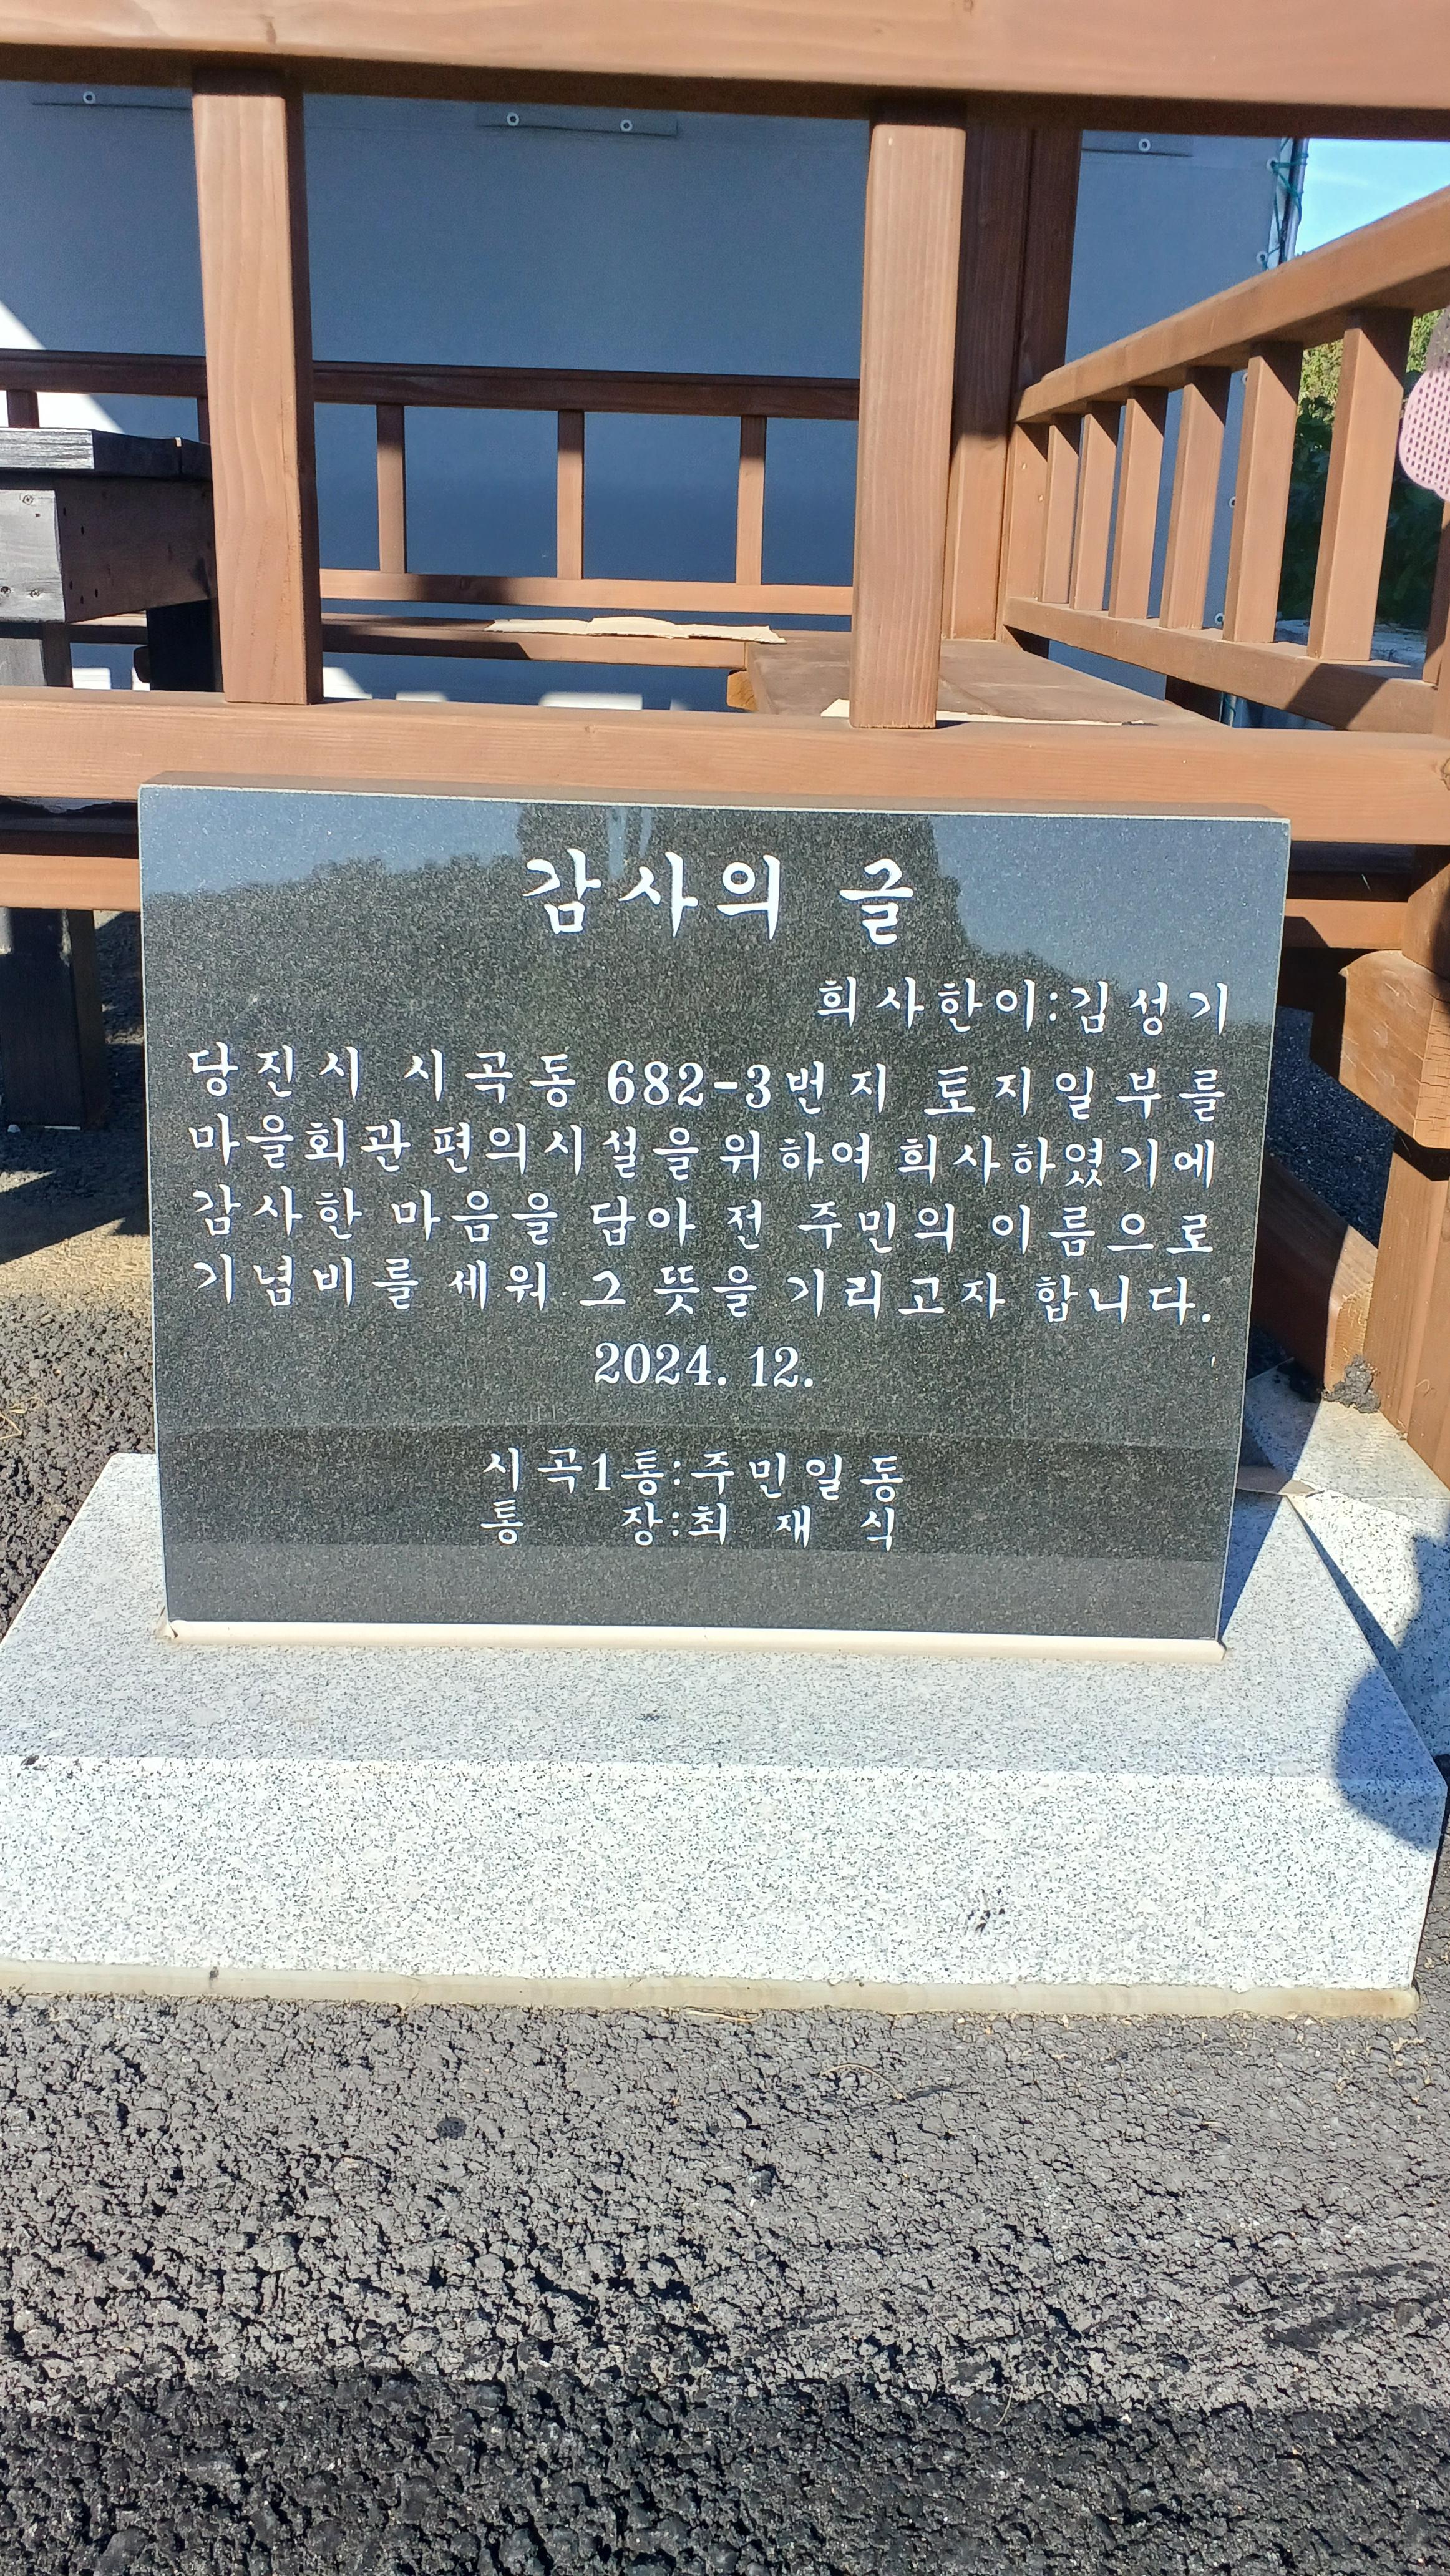 감사의 글
희사한이:김성기
당진시 시곡동 682-3번지 토지일부를
마을회관 편의시설을 위하여 희사하였기에
감사한 마음을 담아 전 주민의 이름으로
기념비를 세워 그 뜻을 기리고자 합니다.
2024. 12.
시곡1통:주민일동
통 장:최 재 식